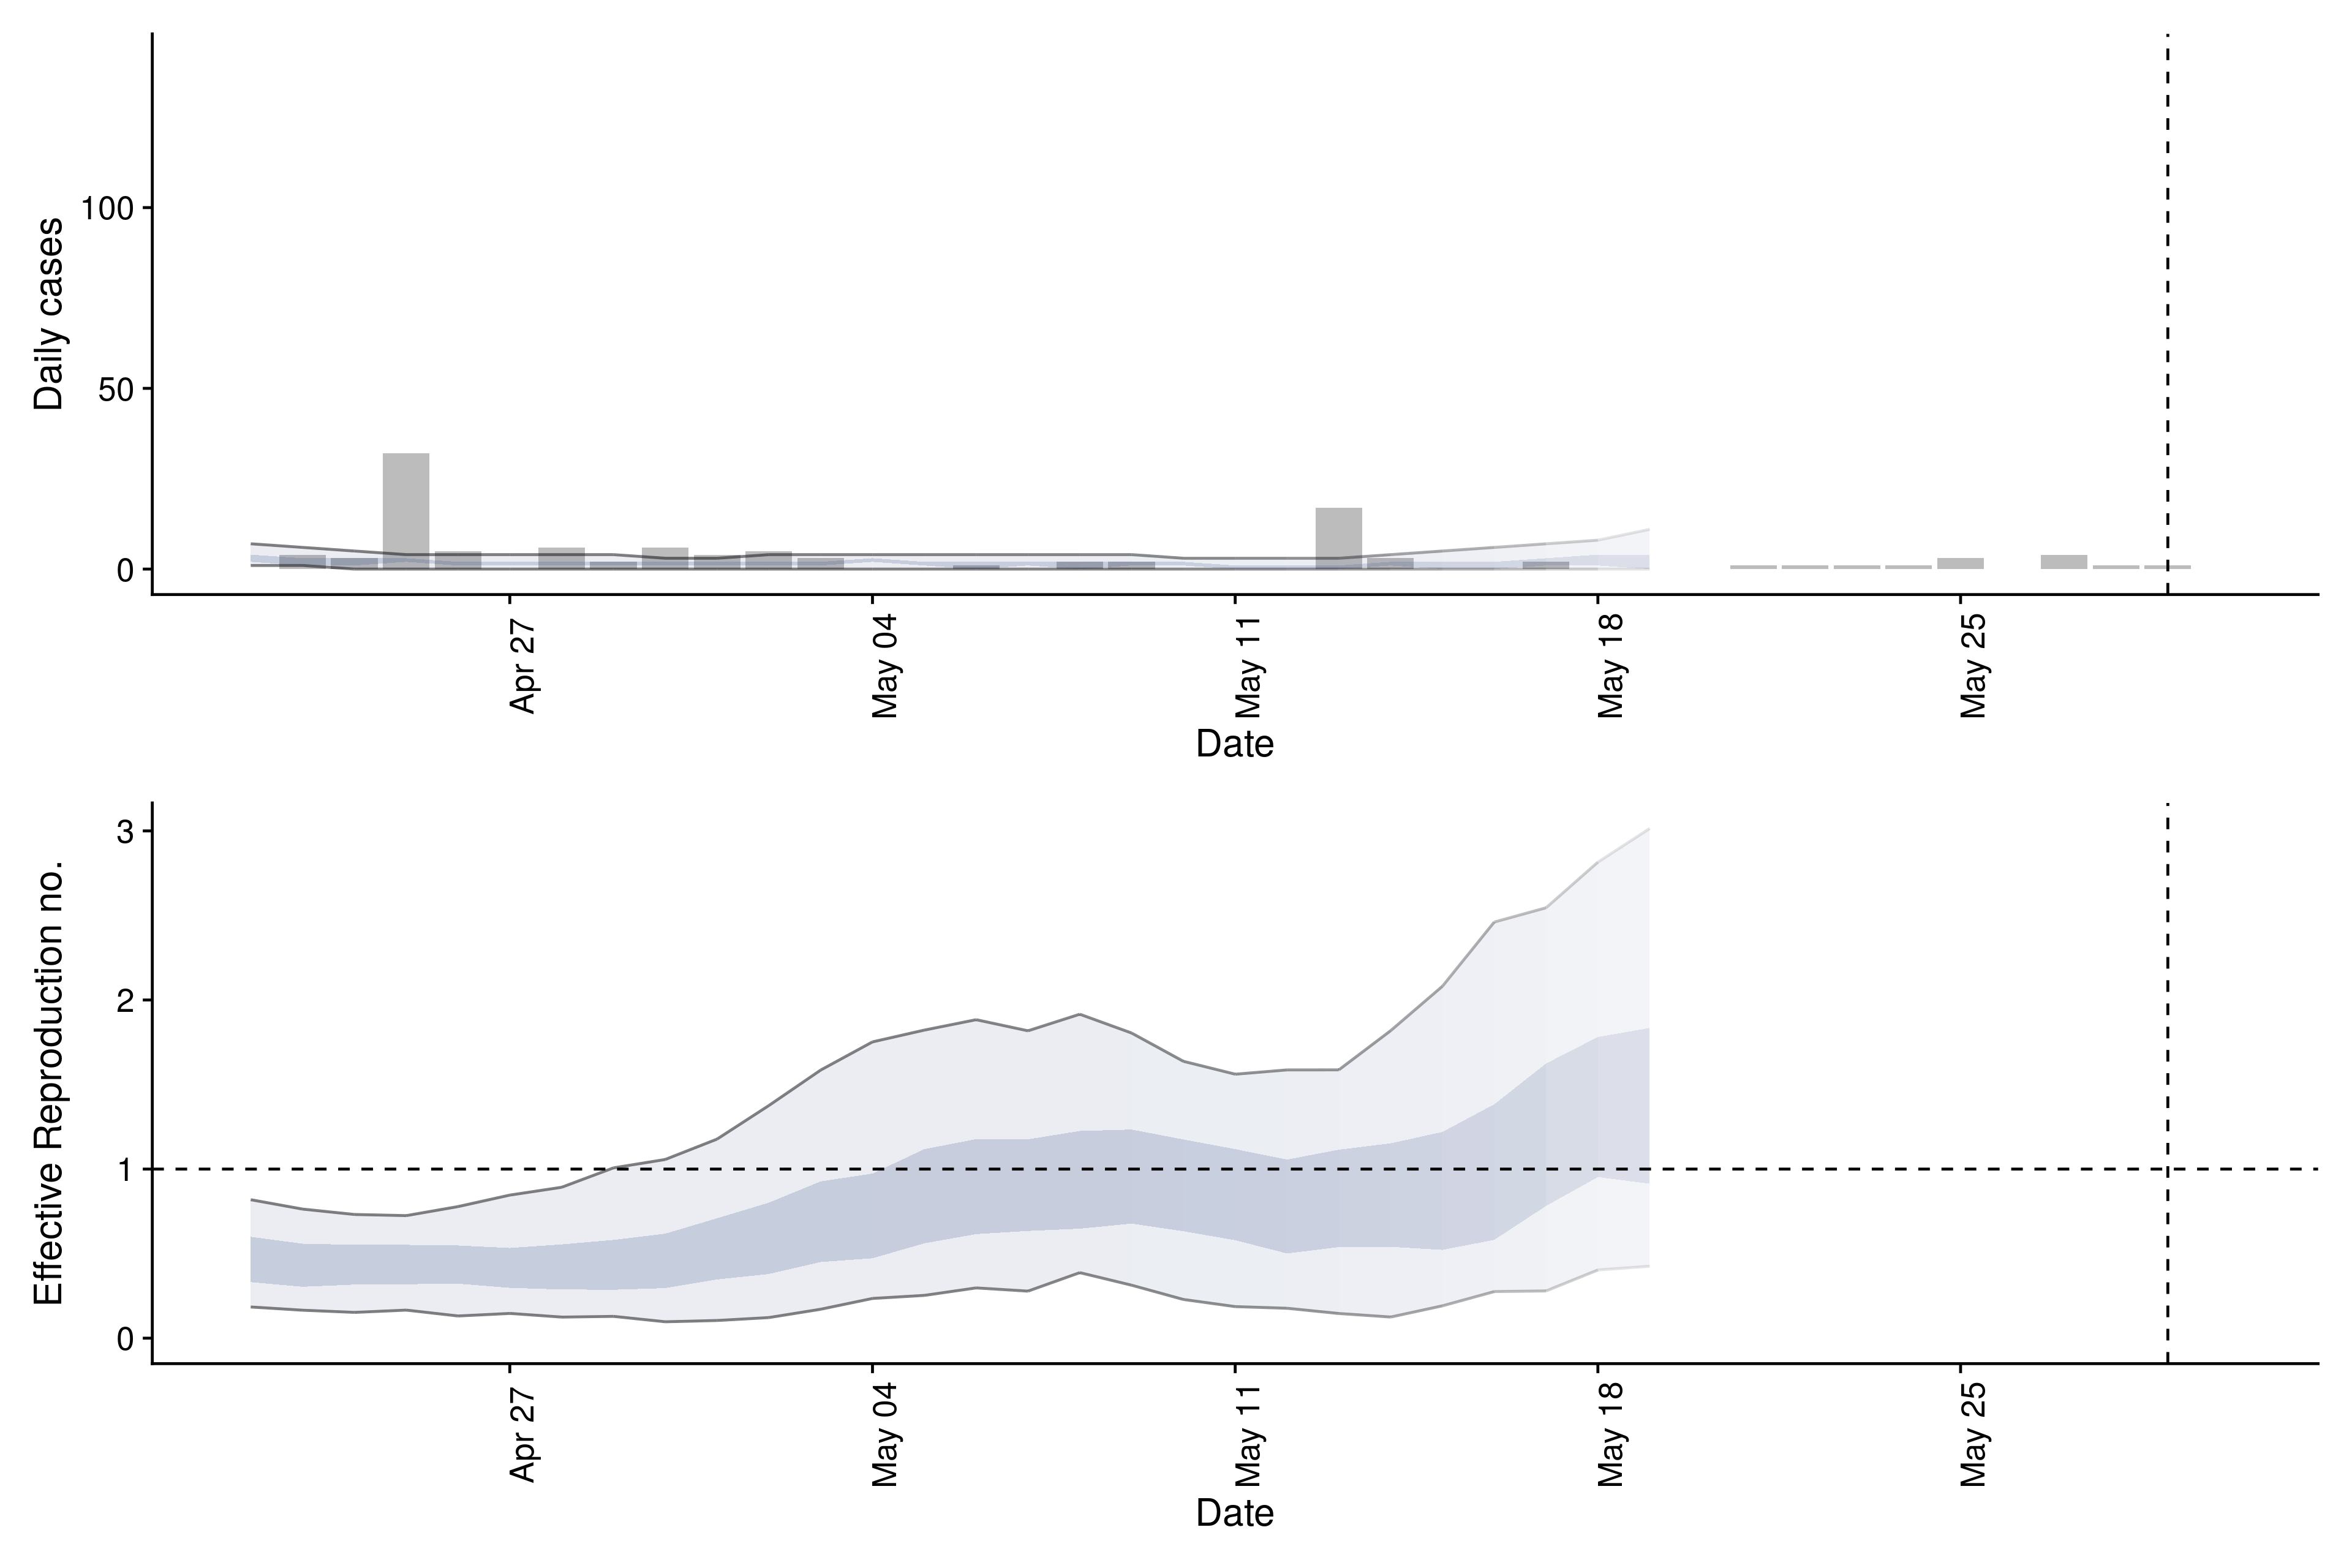 Daily cases
100
50
0
Apr 27
May 04
May 11
May 18
May 25
Date
Effective Reproduction no.
3
2
1
0
Apr 27
May 04
May 11
May 18
May 25
Date